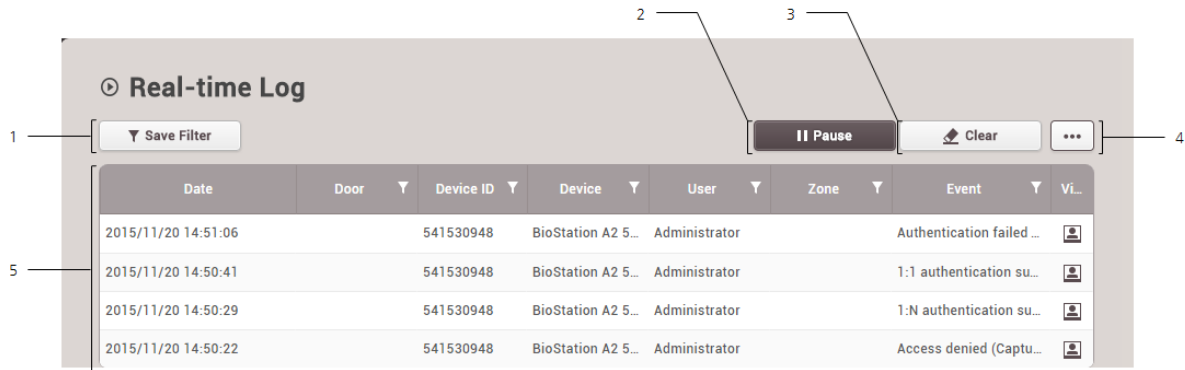 2 3
Real-time Log
1 Save Filter Pause Clear ••• 4
Date Door Device ID Device User Zone Event Vi...
2015/11/20 14:51:06 541530948 BioStation A2 5... Administrator Authentication failed ...
5 2015/11/20 14:50:41 541530948 BioStation A2 5... Administrator 1:1 authentication su...
2015/11/20 14:50:29 541530948 BioStation A2 5... Administrator 1:N authentication su...
2015/11/20 14:50:22 541530948 BioStation A2 5... Administrator Access denied (Captu...